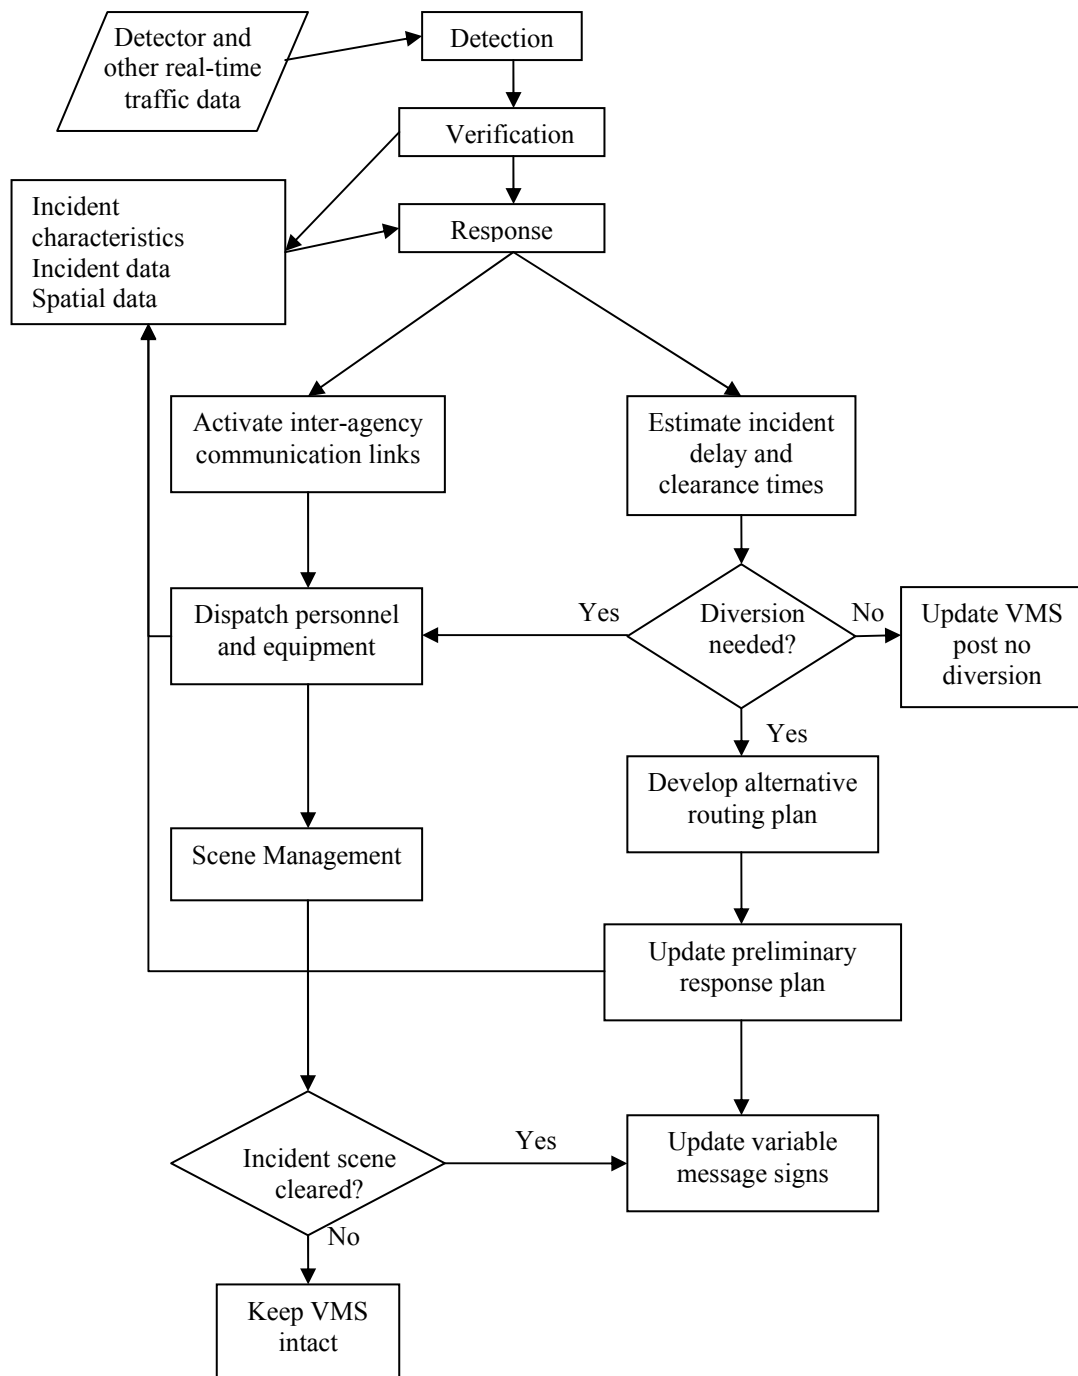 Detector and
other real-time
traffic data
Detection
Verification
Incident
characteristics
Incident data
Spatial data
Response
Activate inter-agency
communication links
Estimate incident
delay and
clearance times
Dispatch personnel
and equipment
Yes
Diversion
needed?
No
Update VMS
post no
diversion
Yes
Develop alternative
routing plan
Scene Management
Update preliminary
response plan
Incident scene
cleared?
Yes
Update variable
message signs
No
Keep VMS
intact